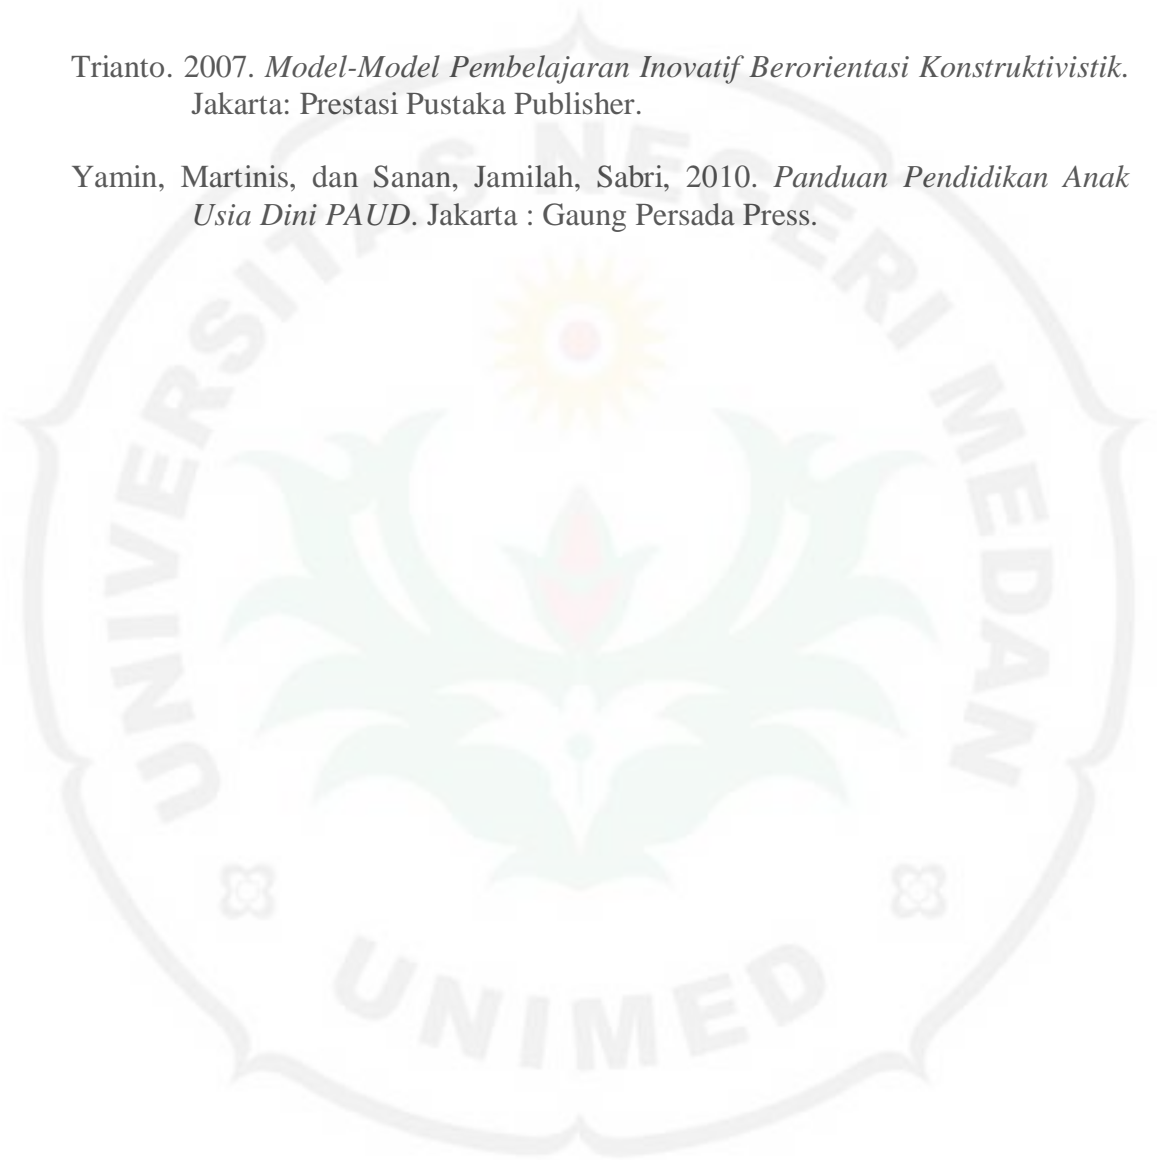 Trianto. 2007. Model-Model Pembelajaran Inovatif Berorientasi Konstruktivistik.
Jakarta: Prestasi Pustaka Publisher.
Yamin, Martinis, dan Sanan, Jamilah, Sabri, 2010. Panduan Pendidikan Anak
Usia Dini PAUD. Jakarta : Gaung Persada Press.
UNIVERSITAS NEGERI MEDAN
UNIMED